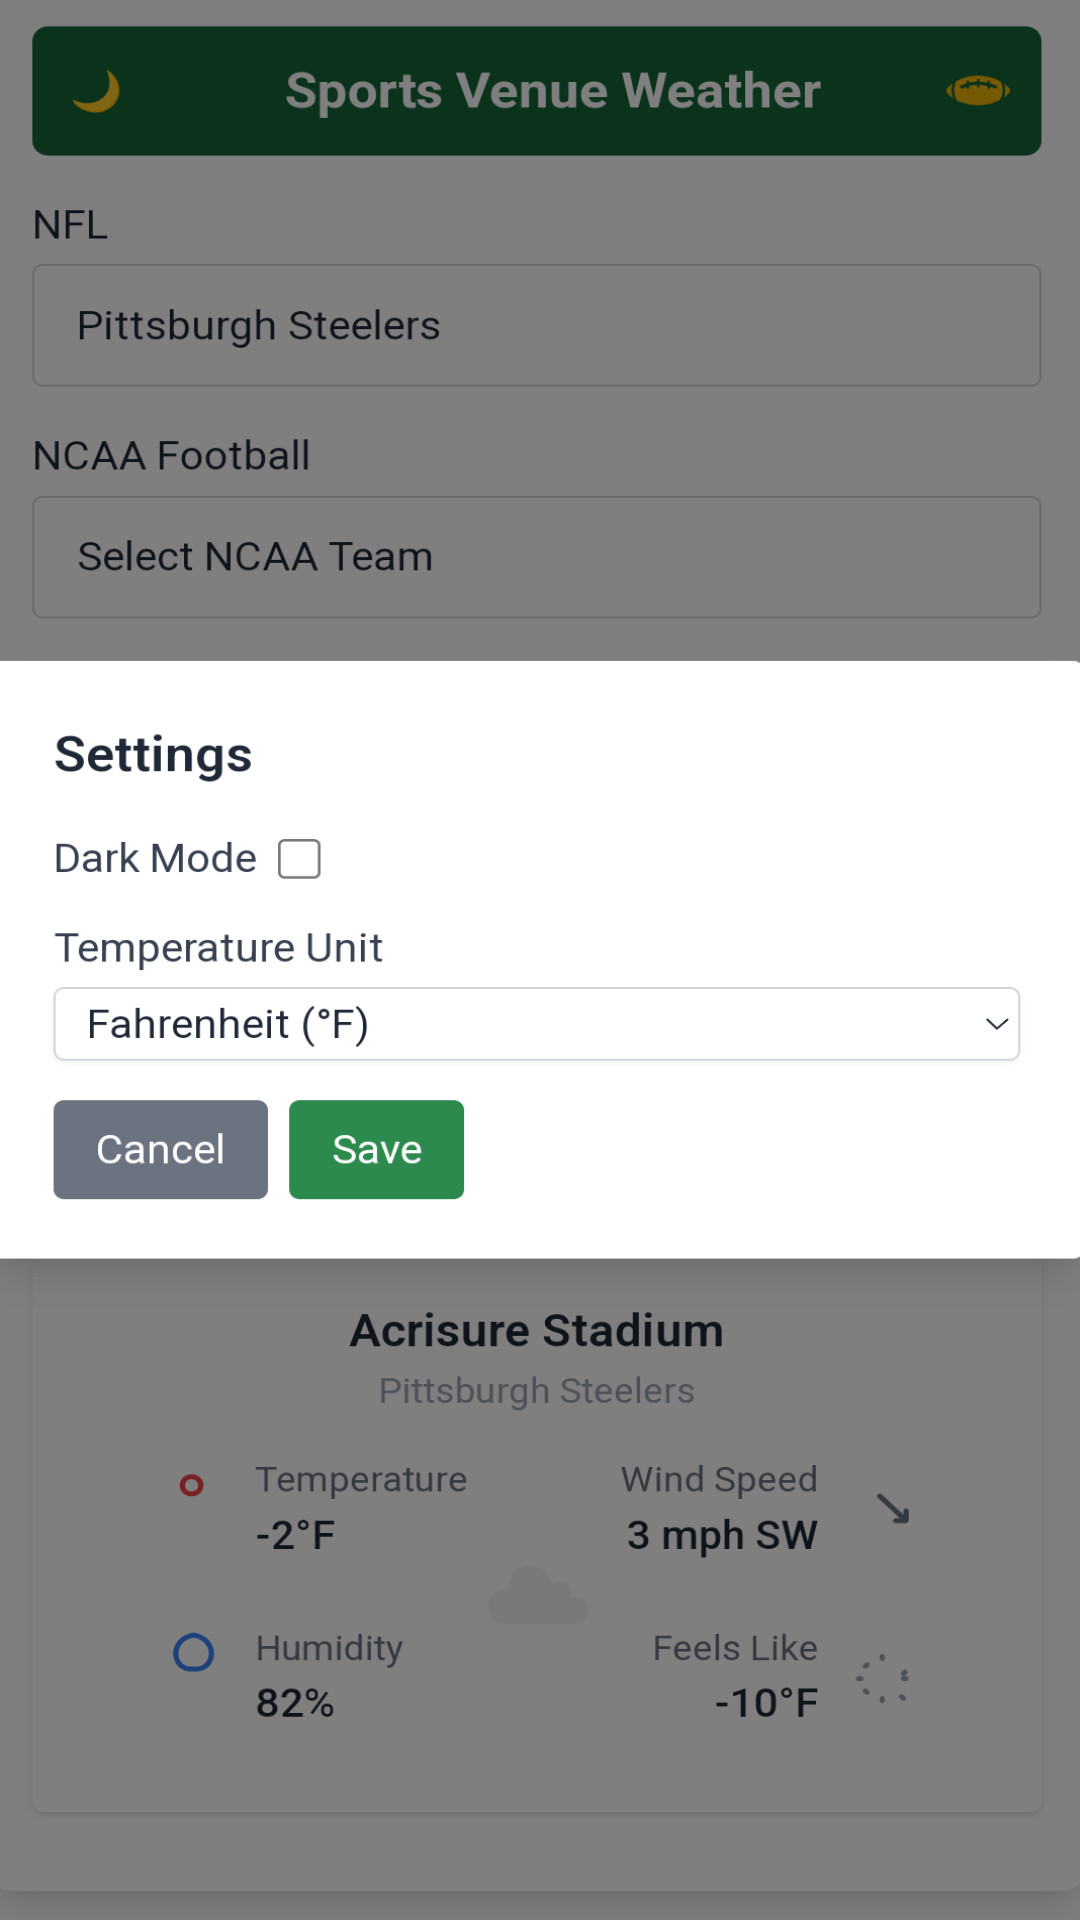 Sports Venue Weather
NFL
Pittsburgh Steelers
NCAA Football
Select NCAA Team
Settings
Dark Mode
Temperature Unit
Fahrenheit (°F)
Cancel Save
Acrisure Stadium
Pittsburgh Steelers
Temperature Wind Speed
-2°F 3 mph SW
Humidity Feels Like
82% -10°F